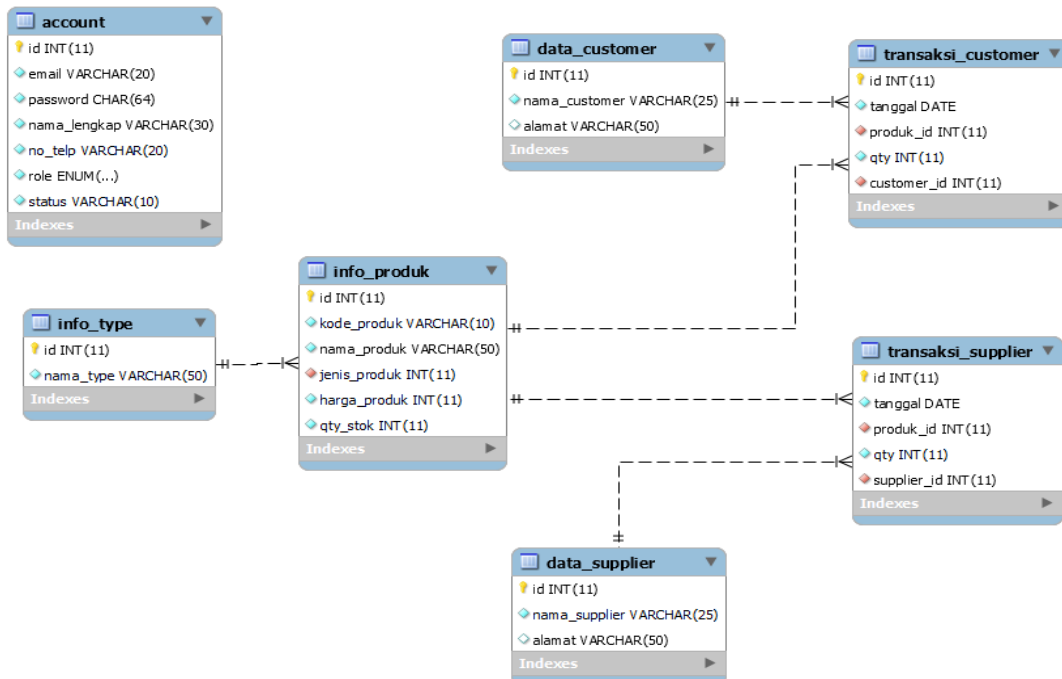 account
id INT(11)
email VARCHAR(20)
password CHAR(64)
nama_lengkap VARCHAR(30)
no_telp VARCHAR(20)
role ENUM(...)
status VARCHAR(10)
Indexes
data_customer
id INT(11)
nama_customer VARCHAR(25)
alamat VARCHAR(50)
Indexes
transaksi_customer
id INT(11)
tanggal DATE
produk_id INT(11)
qty INT(11)
customer_id INT(11)
Indexes
info_type
id INT(11)
nama_type VARCHAR(50)
Indexes
info_produk
id INT(11)
kode_produk VARCHAR(10)
nama_produk VARCHAR(50)
jenis_produk INT(11)
harga_produk INT(11)
qty_stok INT(11)
Indexes
transaksi_supplier
id INT(11)
tanggal DATE
produk_id INT(11)
qty INT(11)
supplier_id INT(11)
Indexes
data_supplier
id INT(11)
nama_supplier VARCHAR(25)
alamat VARCHAR(50)
Indexes